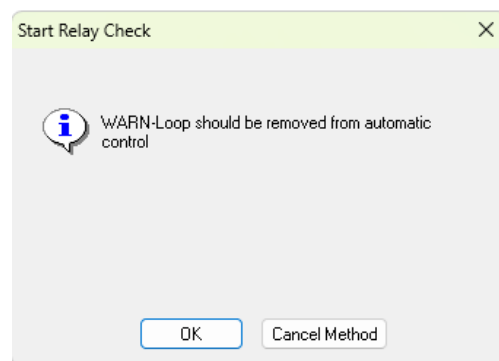 Start Relay Check
WARN-Loop should be removed from automatic
control
OK
Cancel Method